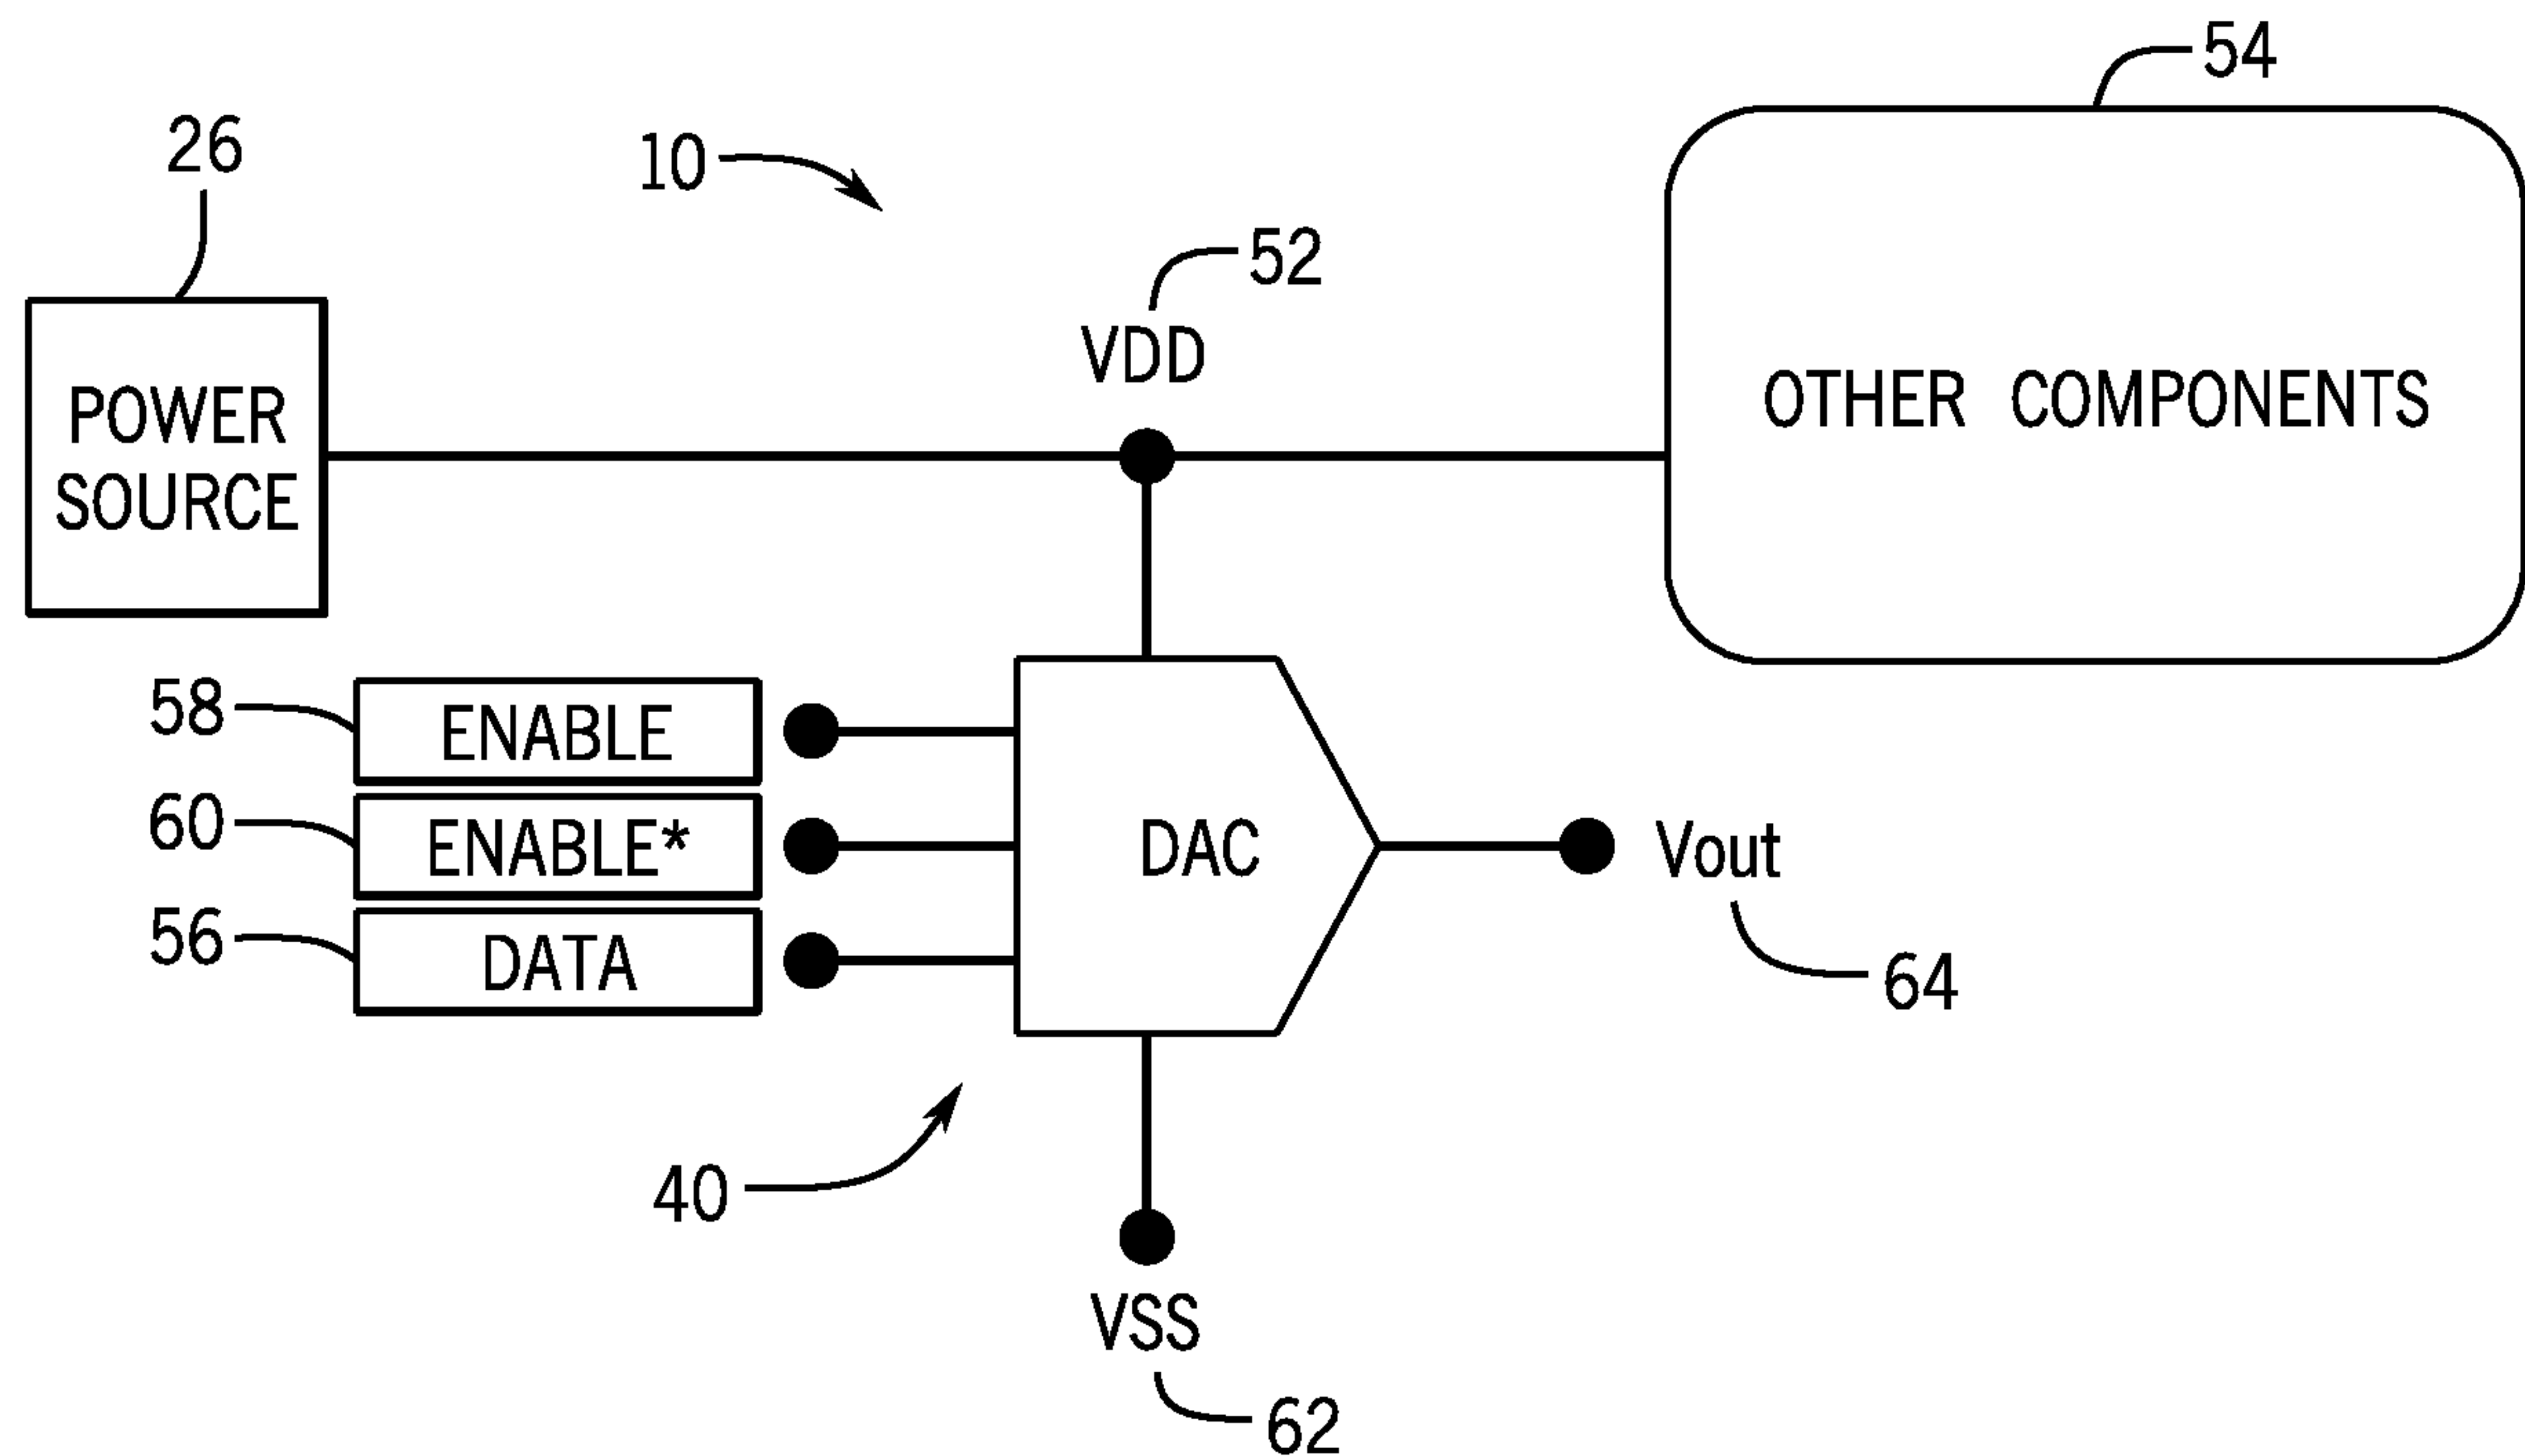 54
26
10
52
VDD
POWER
SOURCE
OTHER COMPONENTS
58
ENABLE
60
ENABLE*
DAC
Vout
56
DATA
64
40
VSS
62